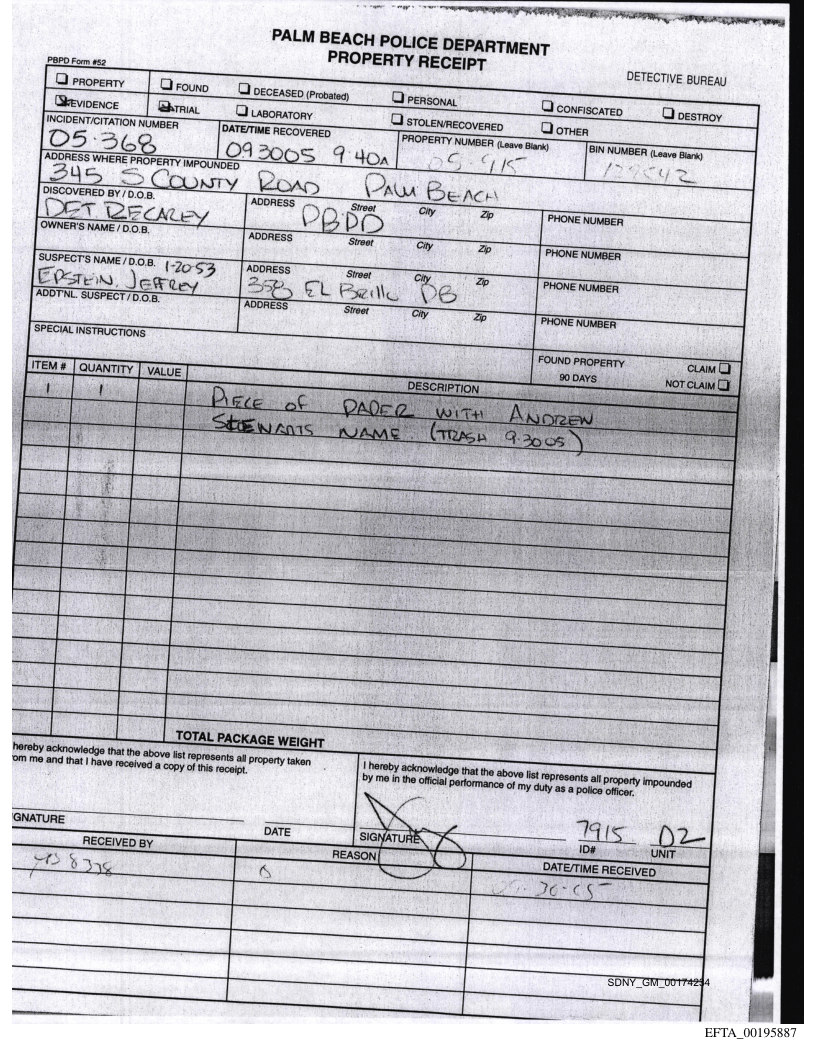 PALM BEACH POLICE DEPARTMENT
PROPERTY RECEIPT
PBPD Form #52
DETECTIVE BUREAU
PROPERTY FOUND DECEASED (Probated) PERSONAL CONFISCATED DESTROY
EVIDENCE TRIAL LABORATORY STOLEN/RECOVERED OTHER
INCIDENT/CITATION NUMBER DATE/TIME RECOVERED PROPERTY NUMBER (Leave Blank) BIN NUMBER (Leave Blank)
05-368 093005 9:40A 05-915
ADDRESS WHERE PROPERTY IMPOUNDED
345 S COUNTY ROAD PALM BEACH
DISCOVERED BY / D.O.B. ADDRESS Street City Zip PHONE NUMBER
DET RECAREY PBPD
OWNER'S NAME / D.O.B. ADDRESS Street City Zip
SUSPECT'S NAME / D.O.B. 1-20-53 ADDRESS Street City Zip PHONE NUMBER
EPSTEIN, JEFFREY 358 EL Brillo PB
ADDT'NL. SUSPECT / D.O.B. ADDRESS Street City Zip PHONE NUMBER
SPECIAL INSTRUCTIONS
FOUND PROPERTY CLAIM
90 DAYS NOT CLAIM
ITEM # QUANTITY VALUE DESCRIPTION
1 1 PIECE of PAPER WITH ANDREW
STEWARTS NAME. (TRASH 9-30-05)
TOTAL PACKAGE WEIGHT
hereby acknowledge that the above list represents all property taken
om me and that I have received a copy of this receipt.
I hereby acknowledge that the above list represents all property impounded
by me in the official performance of my duty as a police officer.
7915 D2
GNATURE DATE SIGNATURE ID# UNIT
RECEIVED BY REASON DATE/TIME RECEIVED
8338
SDNY_GM_00174234
EFTA_00195887